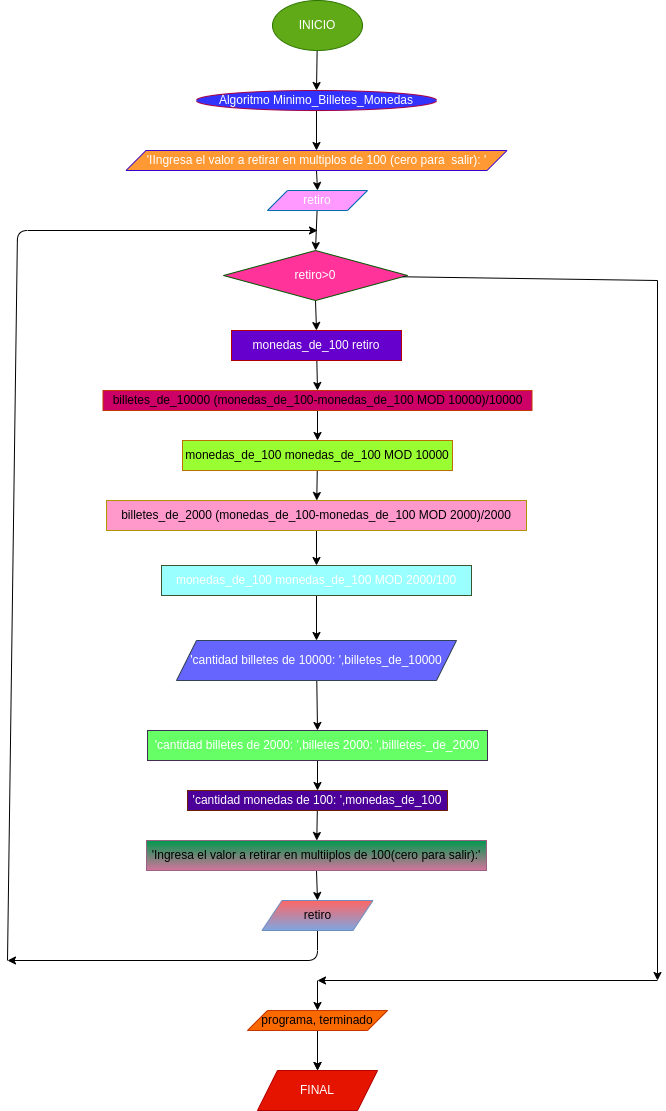 INICIO
Algoritmo Minimo_Billetes_Monedas
'IIngresa el valor a retirar en multiplos de 100 (cero para  salir): '
retiro
retiro>0
monedas_de_100 retiro
billetes_de_10000 (monedas_de_100-monedas_de_100 MOD 10000)/10000
monedas_de_100 monedas_de_100 MOD 10000
billetes_de_2000 (monedas_de_100-monedas_de_100 MOD 2000)/2000
monedas_de_100 monedas_de_100 MOD 2000/100
'cantidad billetes de 10000: ',billetes_de_10000
'cantidad billetes de 2000: ',billetes 2000: ',billletes-_de_2000
'cantidad monedas de 100: ',monedas_de_100
'Ingresa el valor a retirar en multiiplos de 100(cero para salir):'
retiro
programa, terminado
FINAL